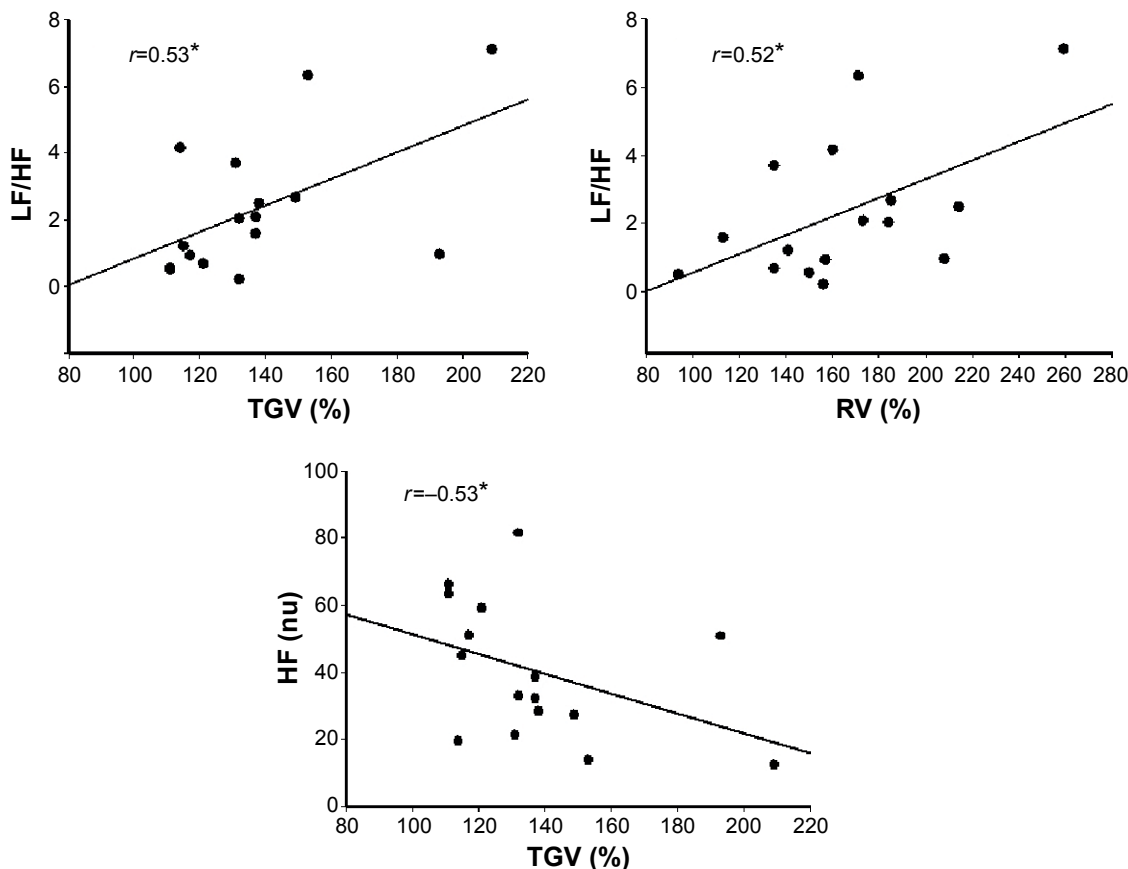 r=0.53*
8
6
4
2
0
LF/HF
80 100 120 140 160 180 200 220
TGV (%)
r=0.52*
8
6
4
2
0
LF/HF
80 100 120 140 160 180 200 220 240 260 280
RV (%)
r=–0.53*
100
80
60
40
20
0
HF (nu)
80 100 120 140 160 180 200 220
TGV (%)